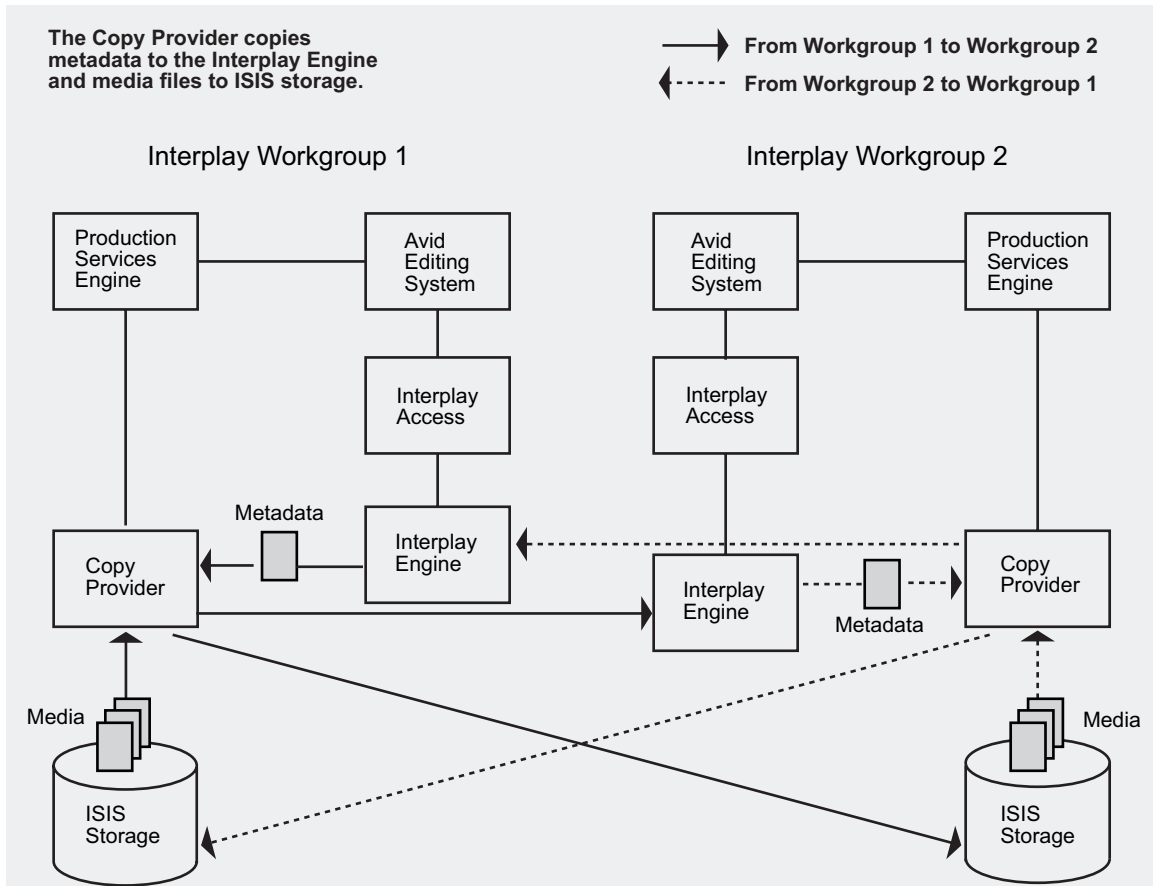 The Copy Provider copies
metadata to the Interplay Engine
and media files to ISIS storage.
From Workgroup 1 to Workgroup 2
From Workgroup 2 to Workgroup 1
Interplay Workgroup 1
Interplay Workgroup 2
Production
Services
Engine
Avid
Editing
System
Avid
Editing
System
Production
Services
Engine
Interplay
Access
Interplay
Access
Metadata
Copy
Provider
Interplay
Engine
Interplay
Engine
Metadata
Copy
Provider
Media
ISIS
Storage
Media
ISIS
Storage